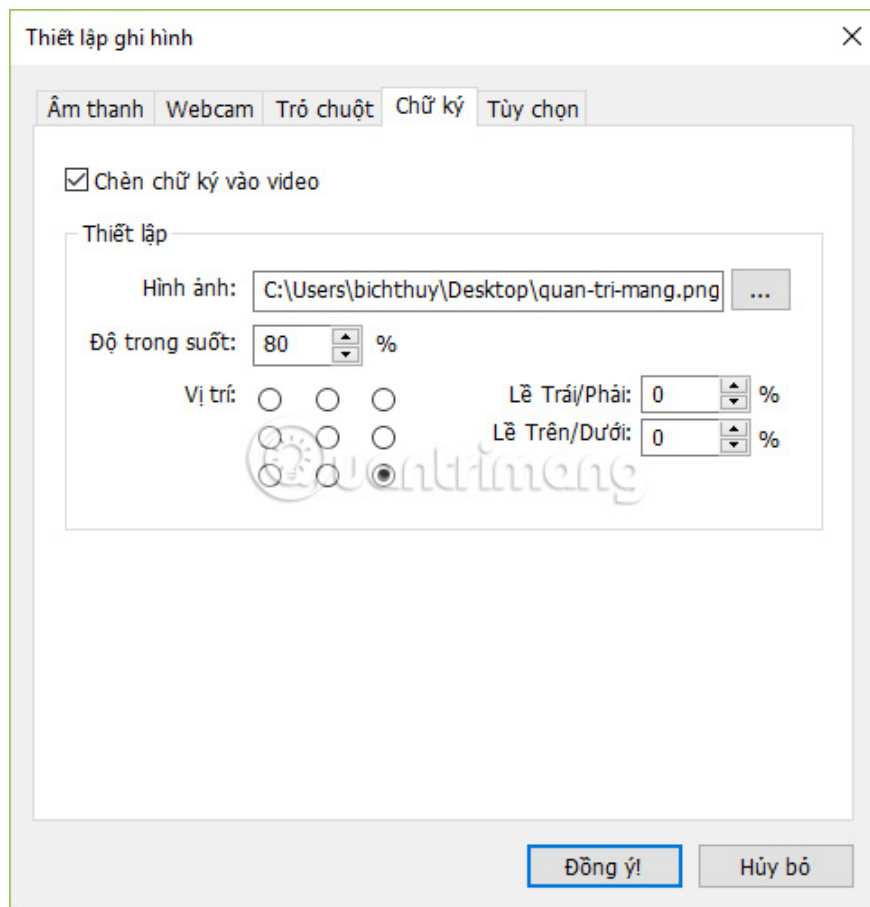 Thiết lập ghi hình
Âm thanh Webcam Trỏ chuột Chữ ký Tùy chọn
Chèn chữ ký vào video
Thiết lập
Hình ảnh: C:\Users\bichthuy\Desktop\quan-tri-mang.png ...
Độ trong suốt: 80 %
Vị trí: Lề Trái/Phải: 0 %
Lề Trên/Dưới: 0 %
Quantrimang
Đồng ý! Hủy bỏ